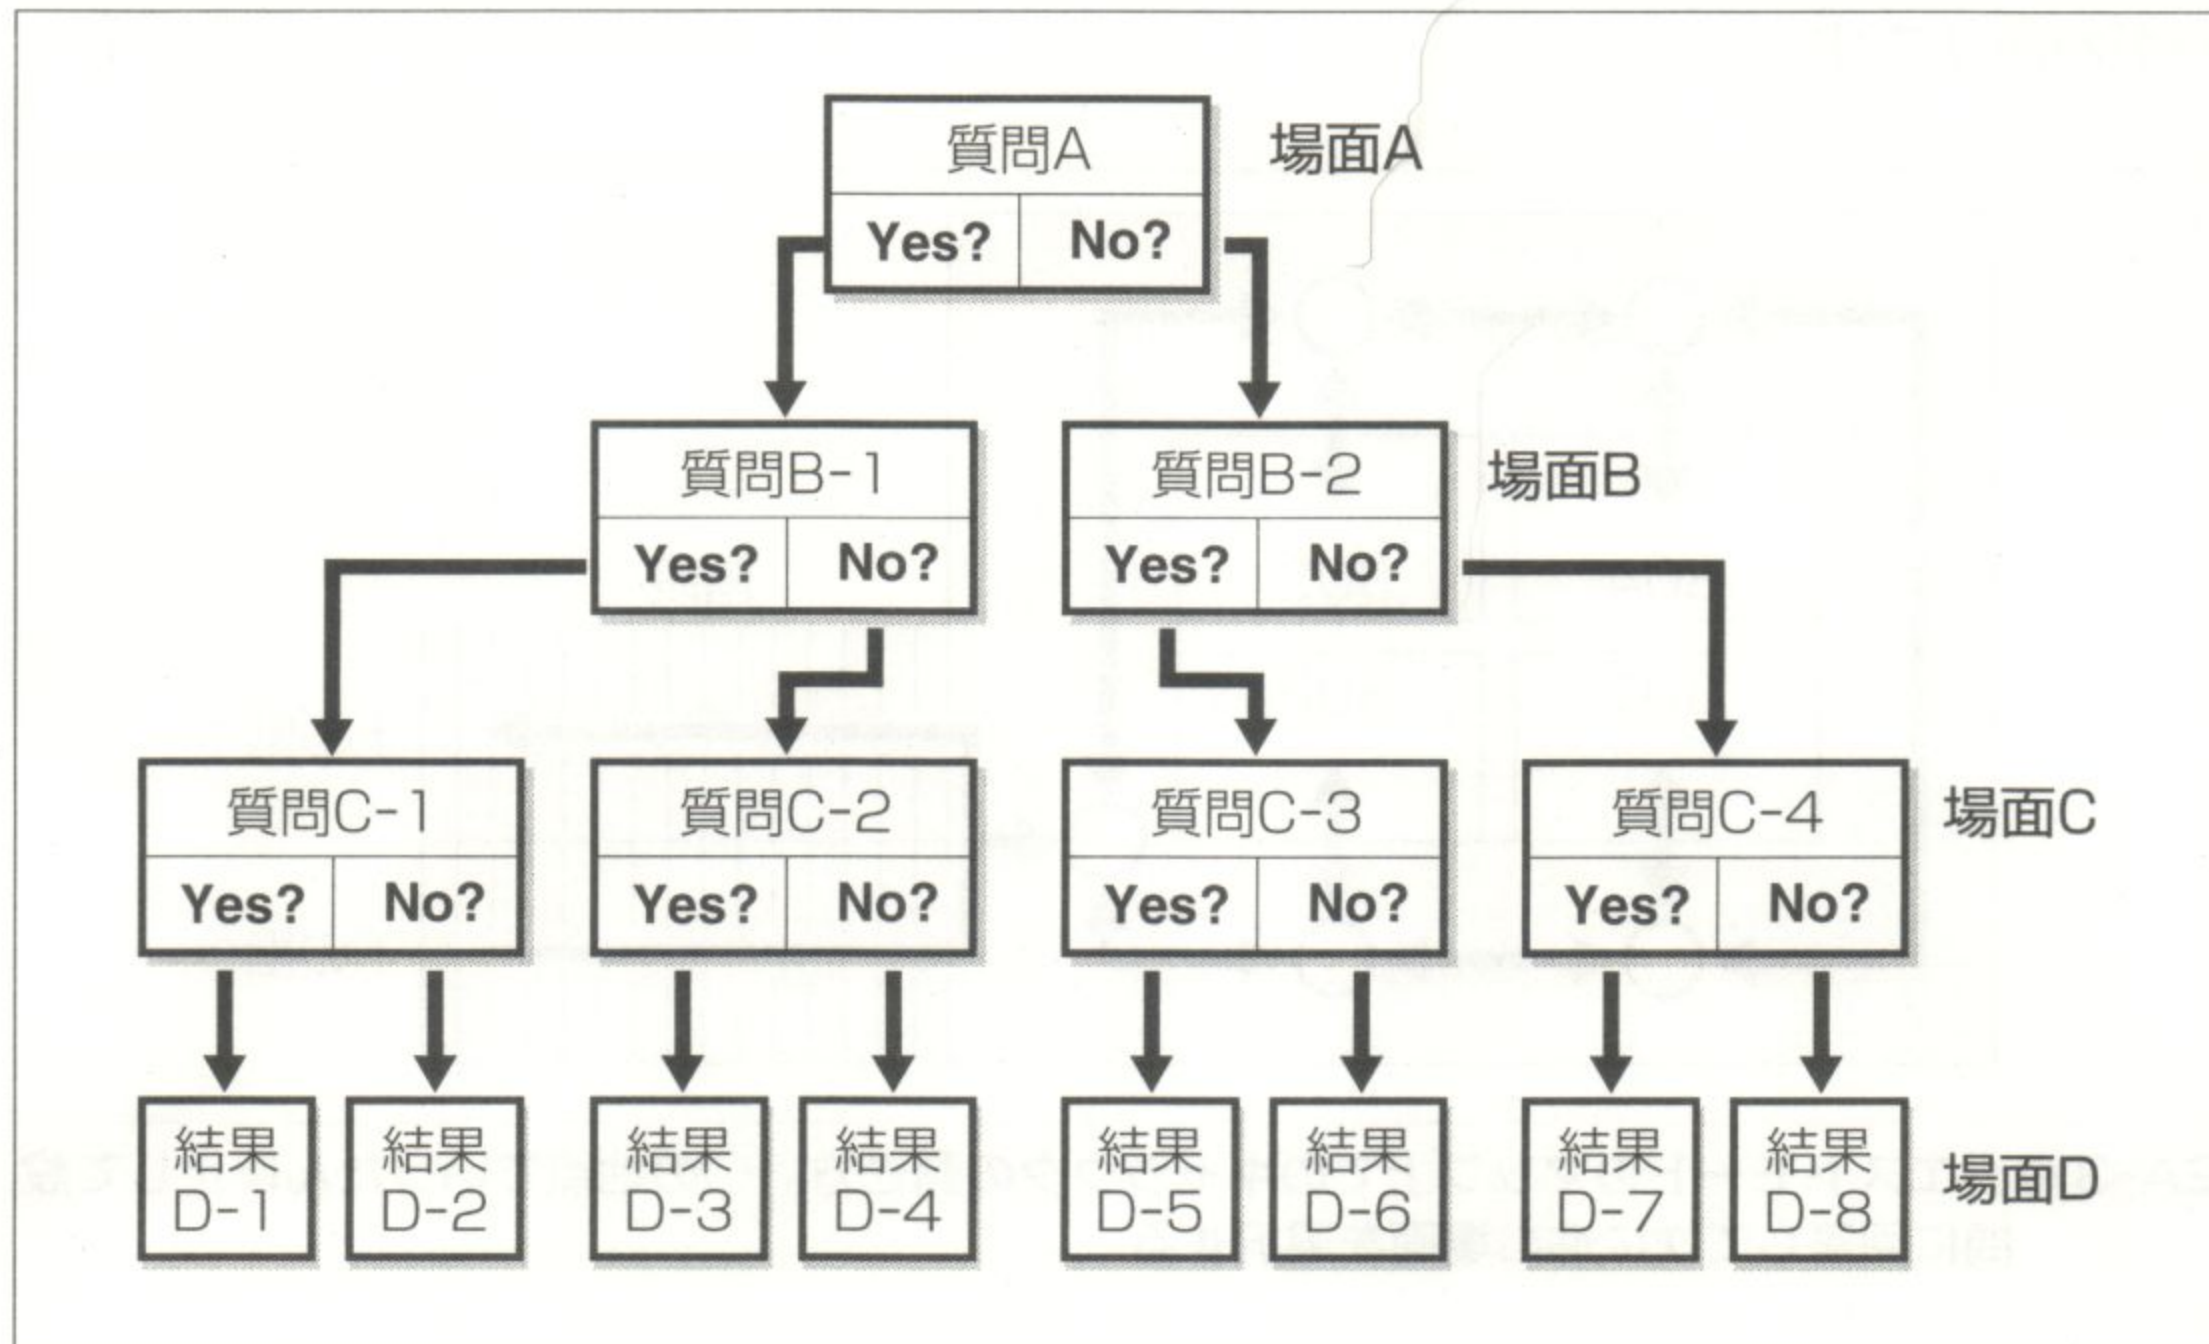 質問A
場面A
Yes? No?
質問B-1
質問B-2
場面B
Yes? No?
Yes? No?
質問C-1
質問C-2
質問C-3
質問C-4
場面C
Yes? No?
Yes? No?
Yes? No?
Yes? No?
結果
D-1
結果
D-2
結果
D-3
結果
D-4
結果
D-5
結果
D-6
結果
D-7
結果
D-8
場面D